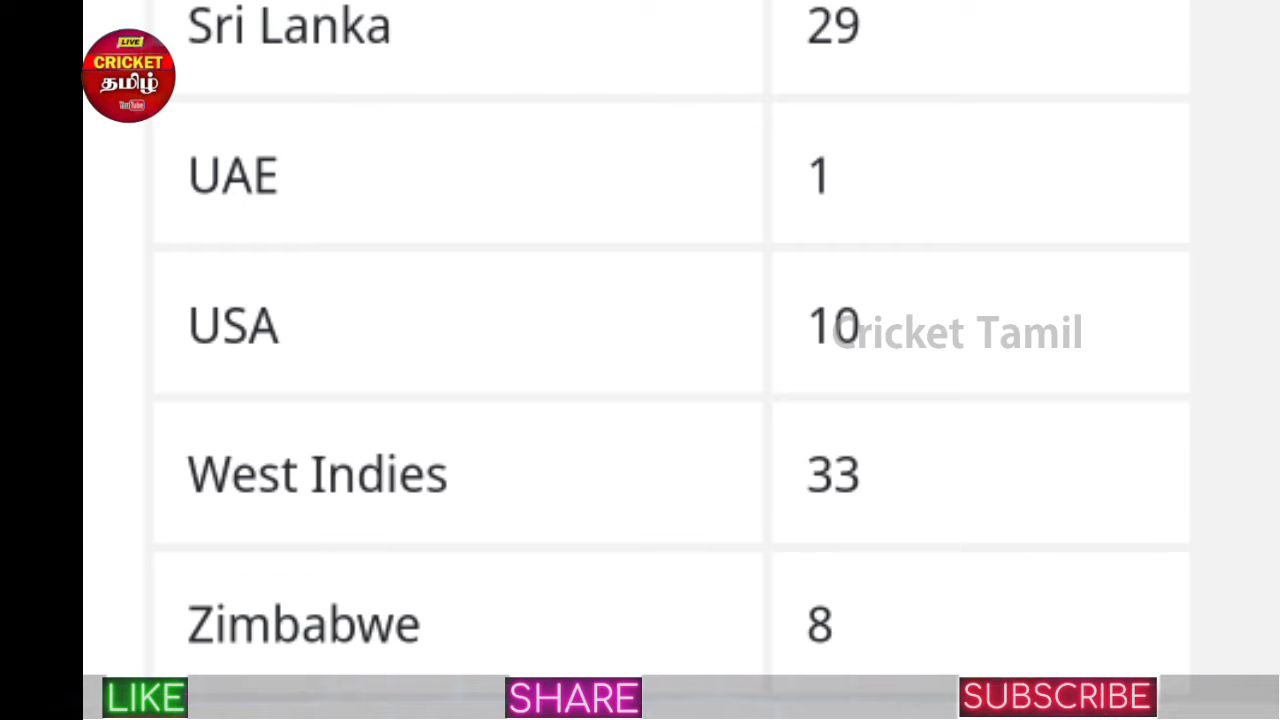 Sri Lanka 29
LIVE
CRICKET
தமிழ்
YouTube
UAE 1
USA 10
Cricket Tamil
West Indies 33
Zimbabwe 8
LIKE SHARE SUBSCRIBE